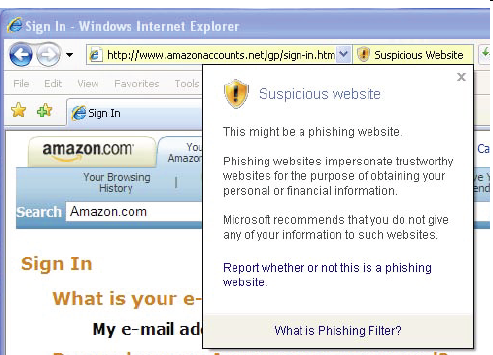 Sign In - Windows Internet Explorer
http://www.amazonaccounts.net/gp/sign-in.htm Suspicious Website
File Edit View Favorites Tools
Sign In
Suspicious website
This might be a phishing website.
Phishing websites impersonate trustworthy
websites for the purpose of obtaining your
personal or financial information.
Microsoft recommends that you do not give
any of your information to such websites.
Report whether or not this is a phishing
website.
What is Phishing Filter?
amazon.com
You
Amazon
Ca
Your Browsing
History
|
Search Amazon.com
Sign In
What is your e-
My e-mail add